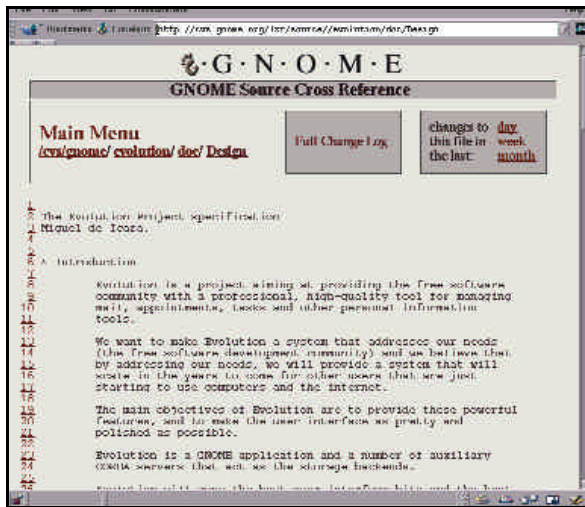 http://cvs.gnome.org/lxr/source//evolution/doc/Design
G·N·O·M·E
GNOME Source Cross Reference
Main Menu
/cvs/gnome/ evolution/ doc/ Design
Full Change Log
changes to this file in the last:
day
week
month
1
2 The Evolution Project specification
3 Miguel de Icaza.
4
5
6 * Introduction
7
8 Evolution is a project aiming at providing the free software
9 community with a professional, high-quality tool for managing
10 mail, appointments, tasks and other personal information
11 tools.
12
13 We want to make Evolution a system that addresses our needs
14 (the free software development community) and we believe that
15 by addressing our needs, we will provide a system that will
16 scale in the years to come for other users that are just
17 starting to use computers and the internet.
18
19 The main objectives of Evolution are to provide these powerful
20 features, and to make the user interface as pretty and
21 polished as possible.
22
23 Evolution is a GNOME application and a number of auxiliary
24 CORBA servers that act as the storage backends.
25